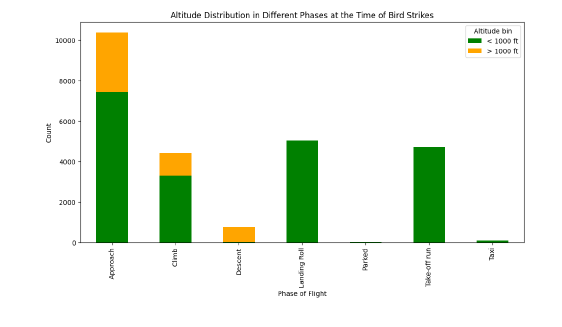 Altitude Distribution in Different Phases at the Time of Bird Strikes
Altitude bin
< 1000 ft
> 1000 ft
10000
8000
6000
4000
2000
0
Count
Approach
Climb
Descent
Landing Roll
Parked
Take-off run
Taxi
Phase of Flight